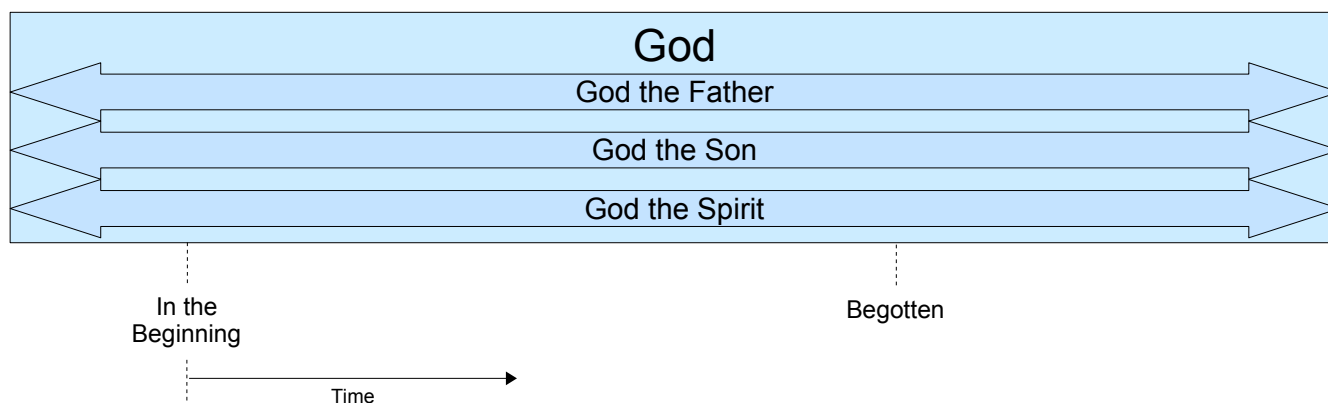 God
God the Father
God the Son
God the Spirit
In the
Beginning
Begotten
Time